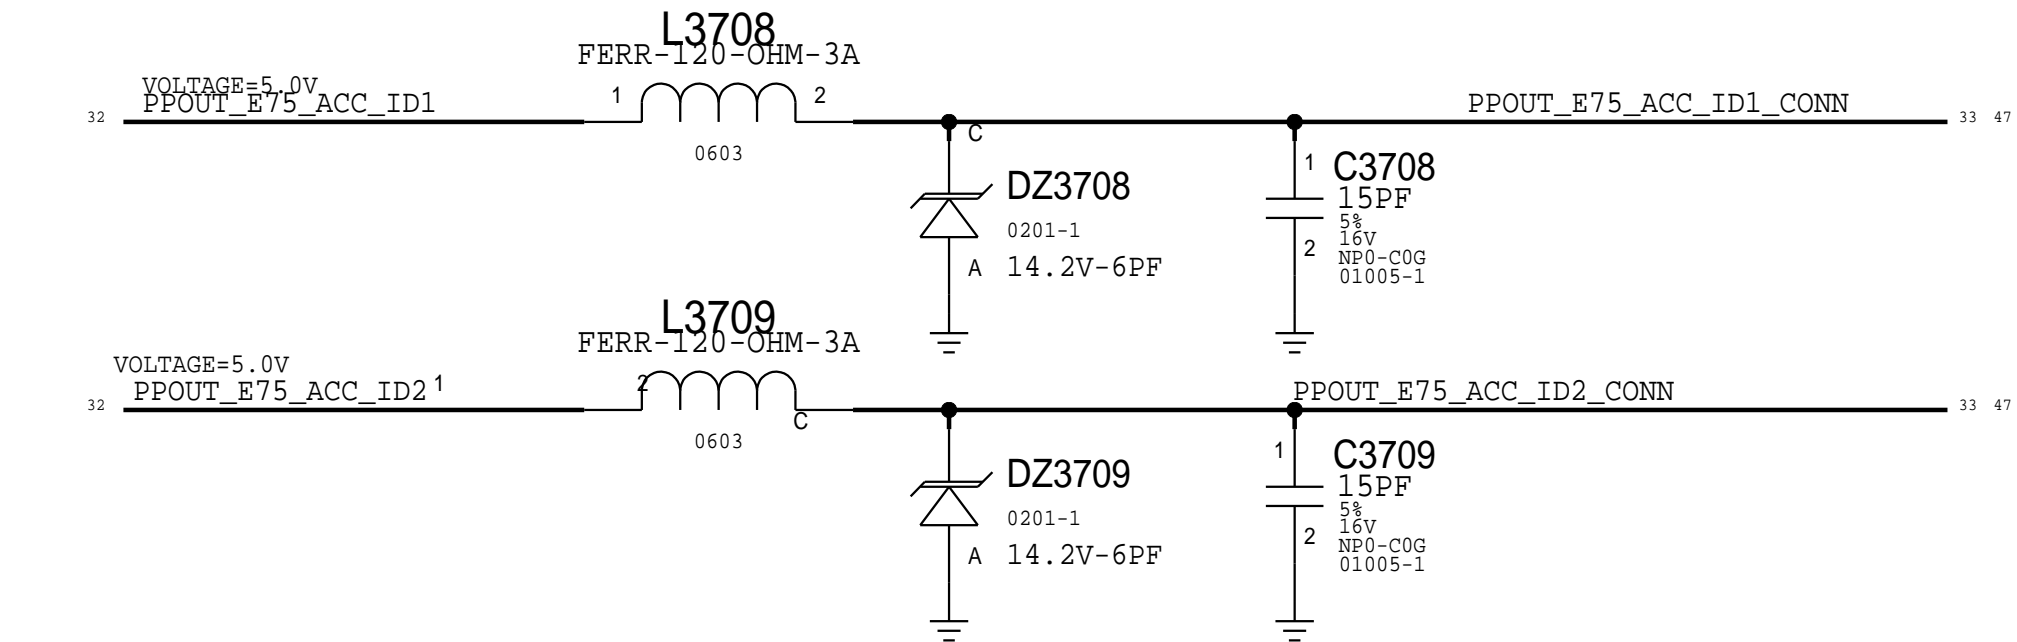 L3708
FERR-120-OHM-3A
VOLTAGE=5.0V
PPOUT_E75_ACC_ID1
1
2
PPOUT_E75_ACC_ID1_CONN
32
33 47
C
0603
1
C3708
DZ3708
15PF
0201-1
5%
16V
2
NP0-C0G
A
14.2V-6PF
01005-1
L3709
FERR-120-OHM-3A
VOLTAGE=5.0V
PPOUT_E75_ACC_ID2
1
2
PPOUT_E75_ACC_ID2_CONN
32
33 47
C
0603
1
C3709
DZ3709
15PF
0201-1
5%
16V
2
NP0-C0G
A
14.2V-6PF
01005-1